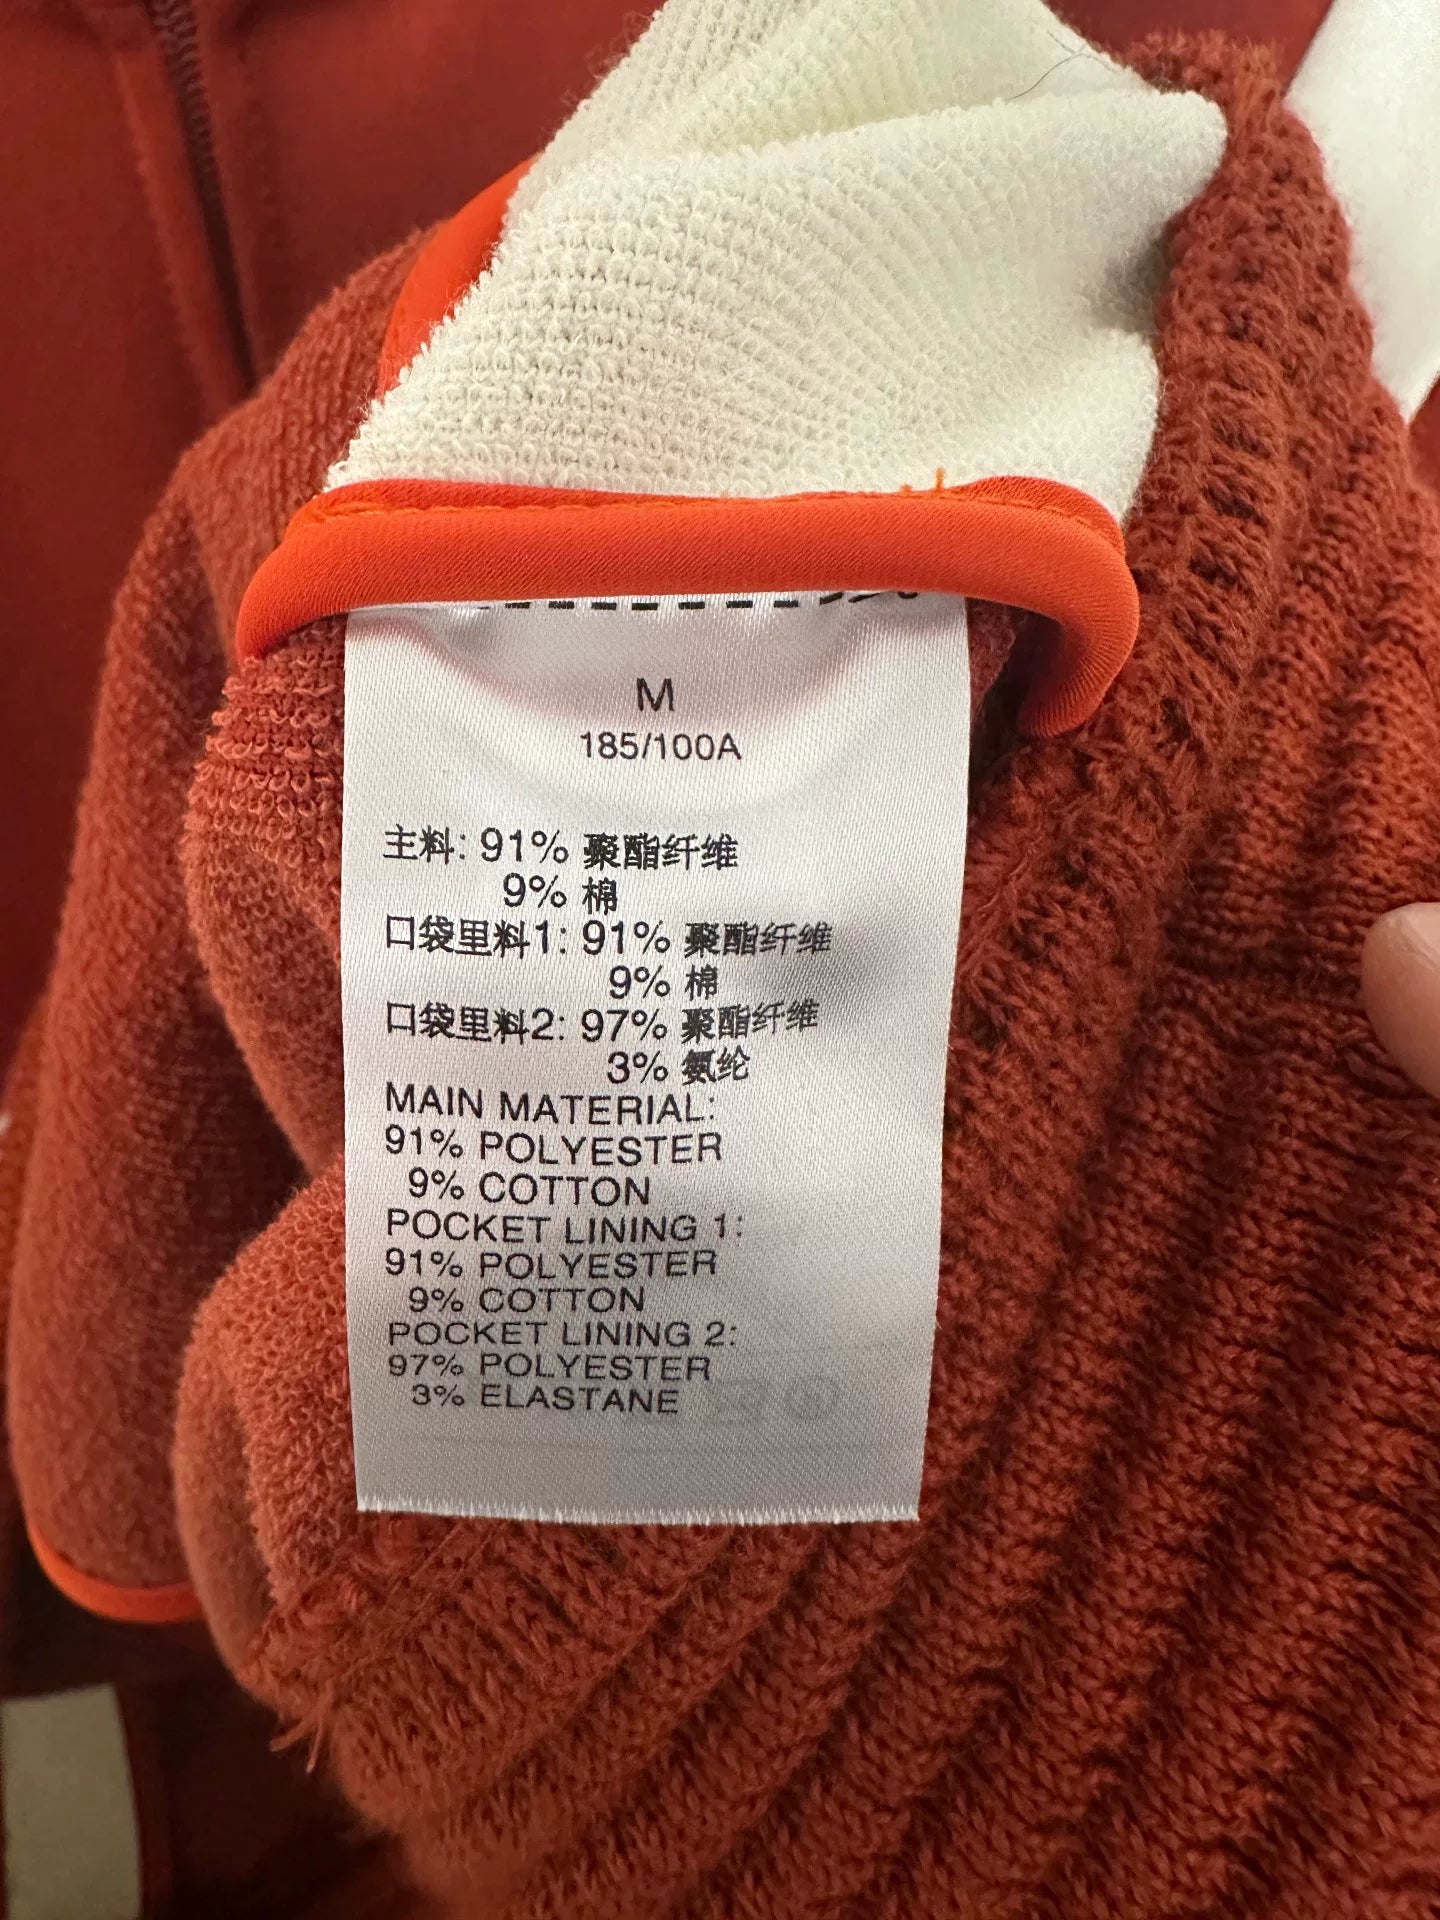 M
185/100A
主料: 91% 聚酯纤维
9% 棉
口袋里料1: 91% 聚酯纤维
9% 棉
口袋里料2: 97% 聚酯纤维
3% 氨纶
MAIN MATERIAL:
91% POLYESTER
9% COTTON
POCKET LINING 1:
91% POLYESTER
9% COTTON
POCKET LINING 2:
97% POLYESTER
3% ELASTANE